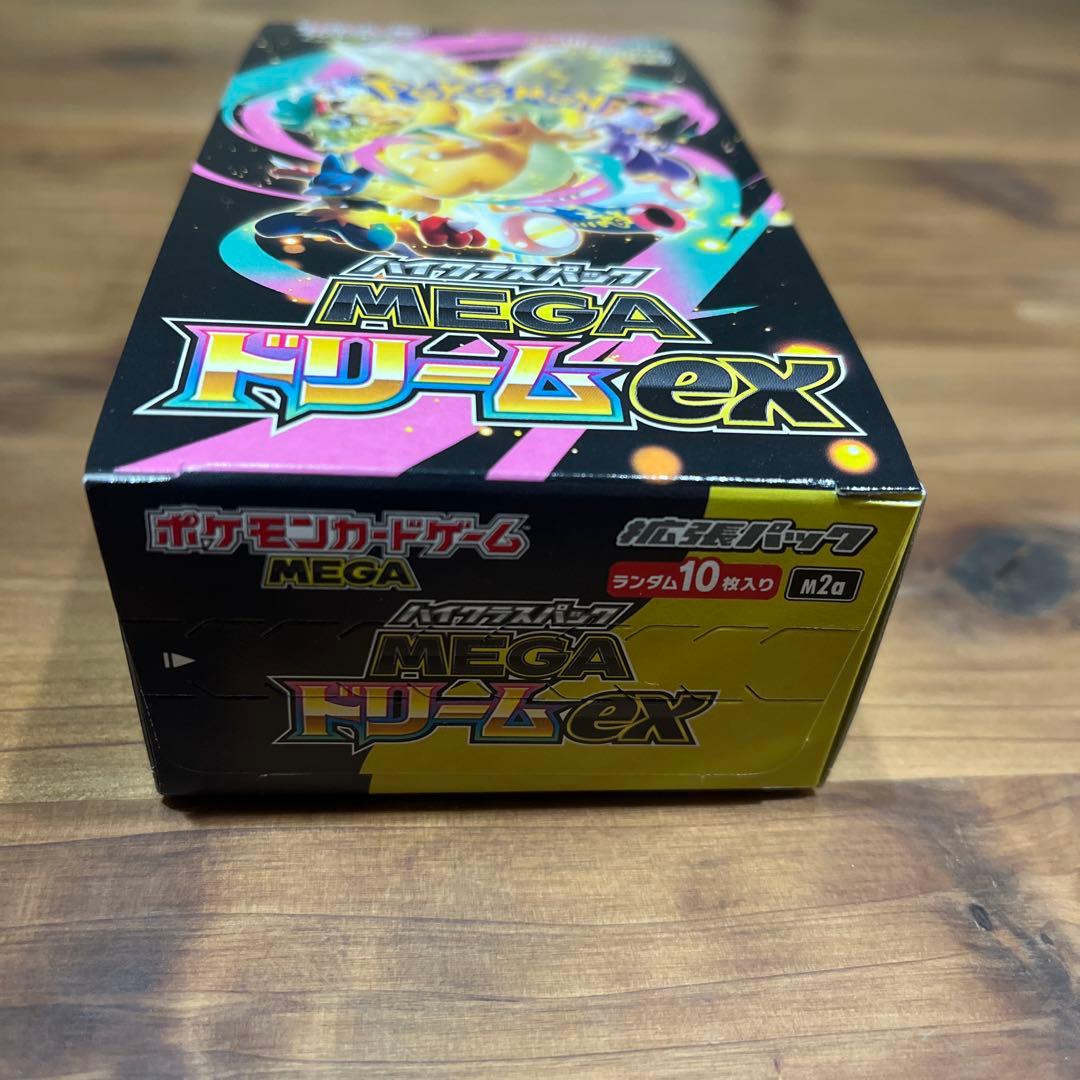 POKÉMON
ハイクラスパック
MEGA
ドリームex
ポケモンカードゲーム
MEGA
拡張パック
ランダム10枚入り
M2a
ハイクラスパック
MEGA
ドリームex